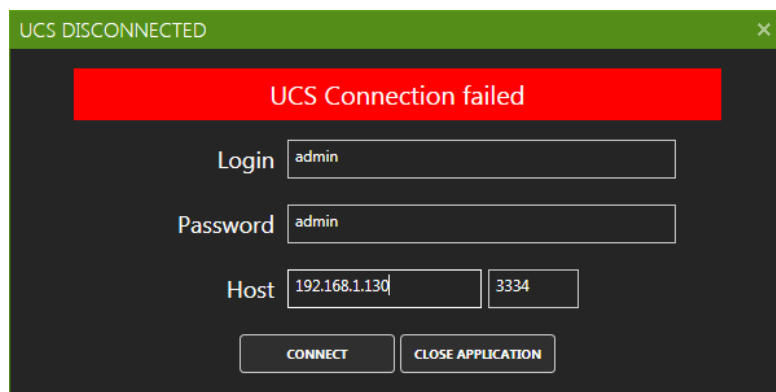 UCS DISCONNECTED
UCS Connection failed
Login admin
Password admin
Host 192.168.1.130 3334
CONNECT CLOSE APPLICATION